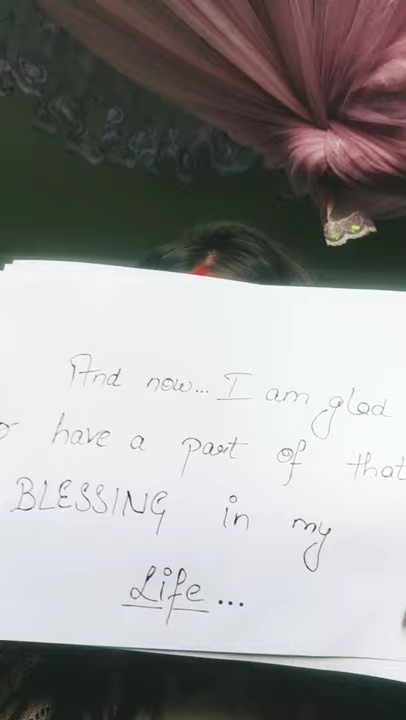 And now... I am glad
have a part of that
BLESSING in my
Life...